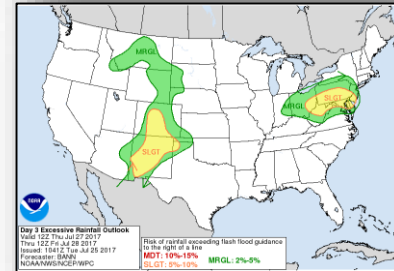 MRGL
SLGT
MRGL
SLGT
NOAA
Day 3 Excessive Rainfall Outlook
Valid 12Z Thu Jul 27 2017
Thru 12Z Fri Jul 28 2017
Issued: 1041Z Tue Jul 25 2017
Forecaster: BANN
NOAA/NWS/NCEP/WPC
Risk of rainfall exceeding flash flood guidance
to the right of a line
MDT: 10%-15%
SLGT: 5%-10%
MRGL: 2%-5%